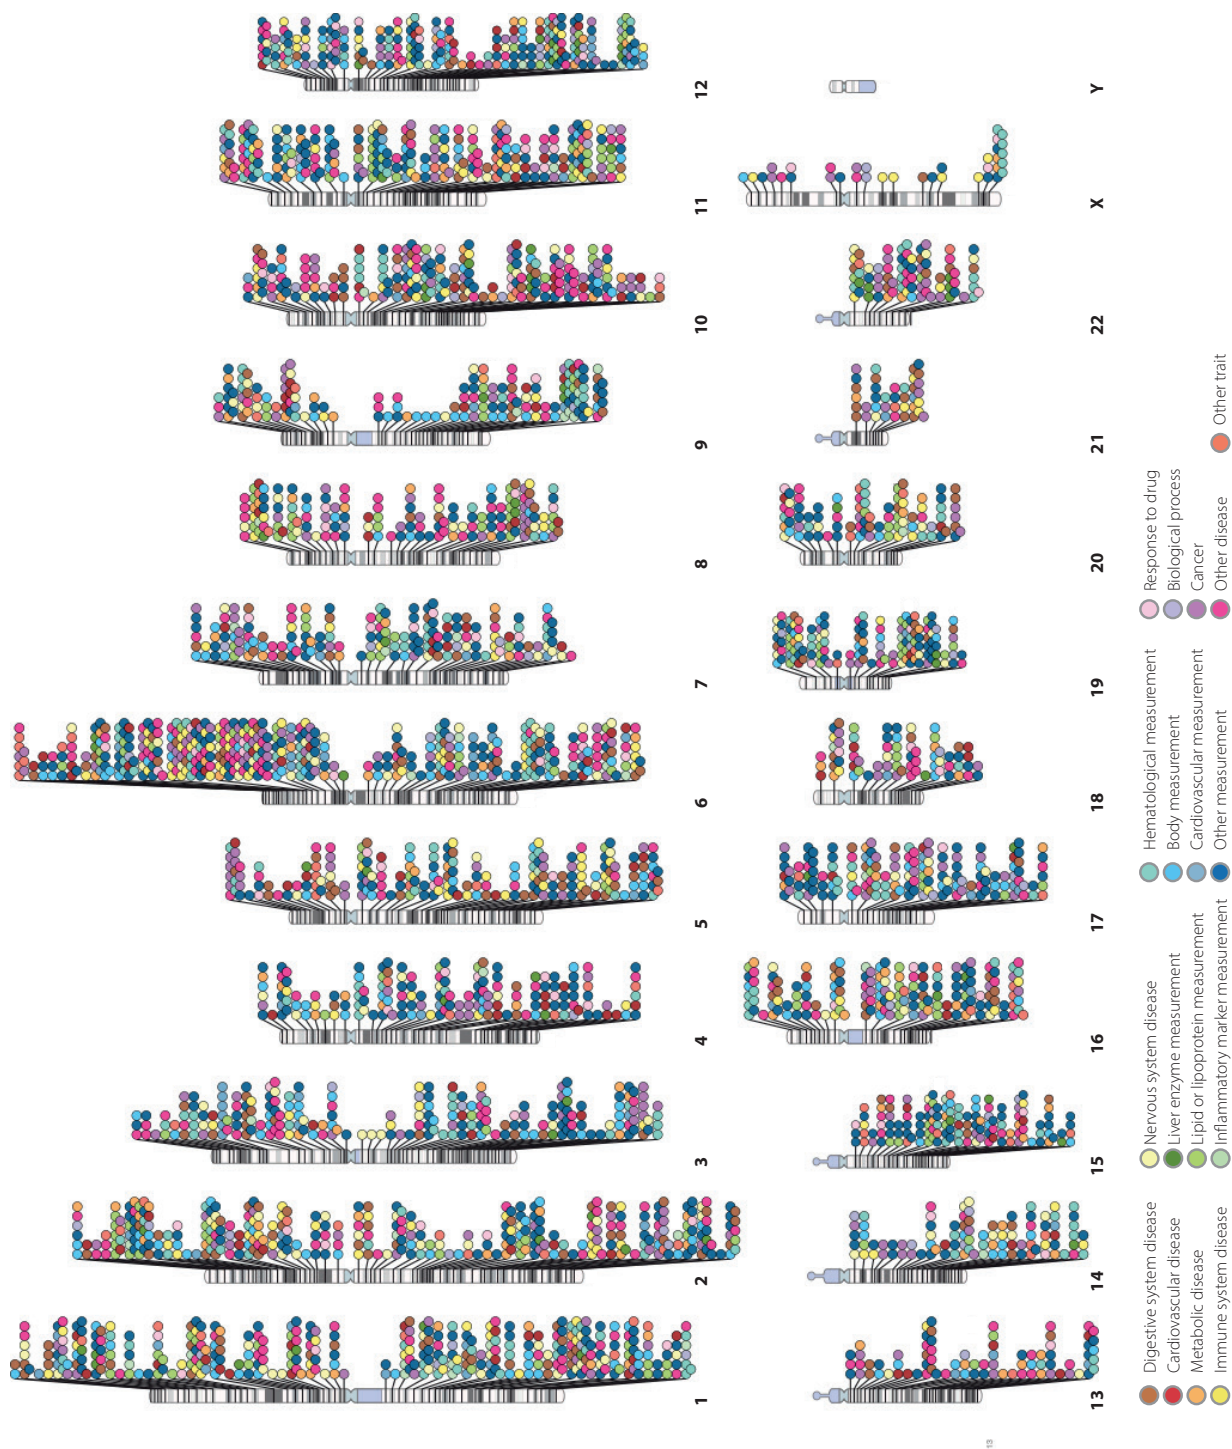 1
2
3
4
5
6
7
8
9
10
11
12
13
14
15
16
17
18
19
20
21
22
X
Y
Digestive system disease
Cardiovascular disease
Metabolic disease
Immune system disease
Nervous system disease
Liver enzyme measurement
Lipid or lipoprotein measurement
Inflammatory marker measurement
Hematological measurement
Body measurement
Cardiovascular measurement
Other measurement
Response to drug
Biological process
Cancer
Other disease
Other trait
13